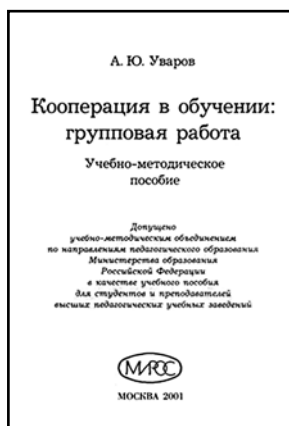 А. Ю. Уваров
Кооперация в обучении:
групповая работа
Учебно-методическое
пособие
Допущено
учебно-методическим объединением
по направлениям педагогического образования
Министерства образования
Российской Федерации
в качестве учебного пособия
для студентов и преподавателей
высших педагогических учебных заведений
МИРОС
МОСКВА 2001